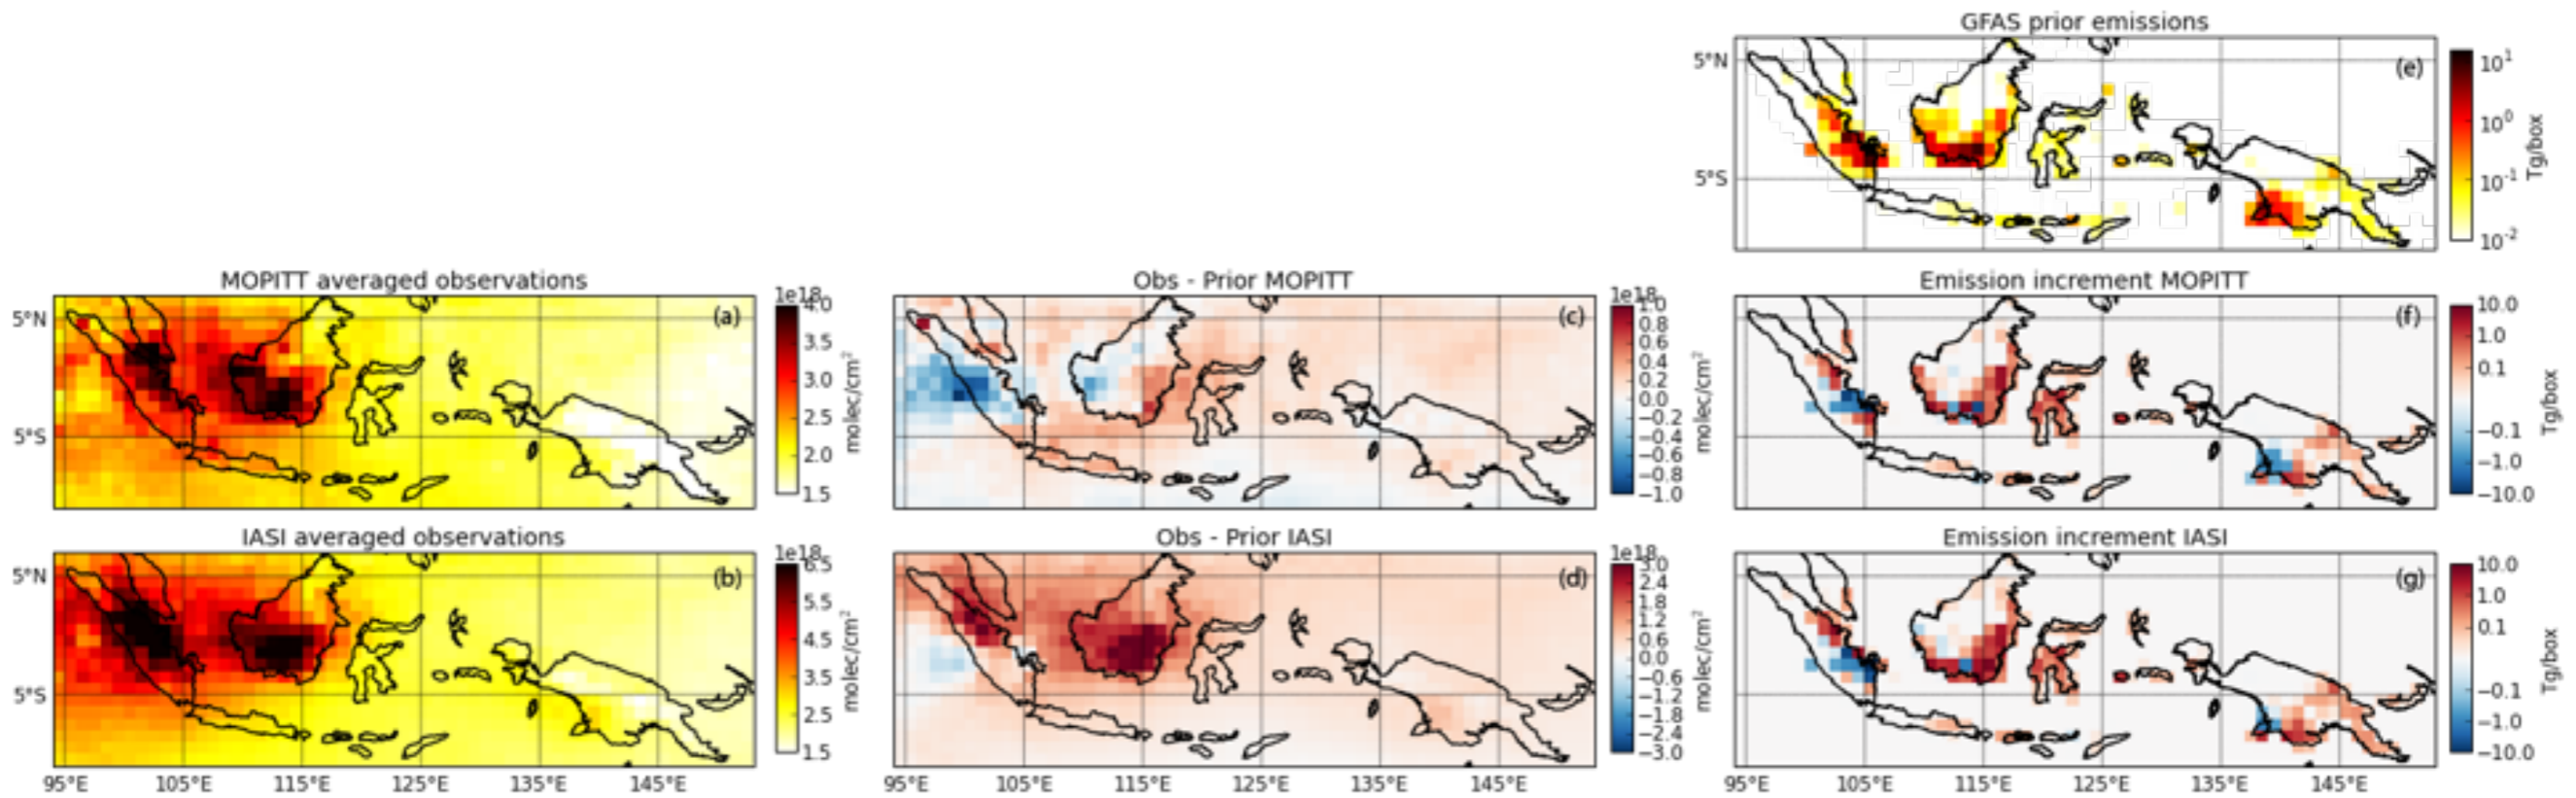 GFAS prior emissions
5°N
5°S
(e)
10¹
10⁰
10⁻¹
10⁻²
Tg/box
MOPITT averaged observations
5°N
5°S
(a)
1e18
4.0
3.5
3.0
2.5
2.0
1.5
molec/cm²
Obs - Prior MOPITT
(c)
1e18
1.0
0.8
0.6
0.4
0.2
0.0
−0.2
−0.4
−0.6
−0.8
−1.0
molec/cm²
Emission increment MOPITT
(f)
10.0
1.0
0.1
−0.1
−1.0
−10.0
Tg/box
IASI averaged observations
5°N
5°S
(b)
1e18
6.5
5.5
4.5
3.5
2.5
1.5
molec/cm²
95°E 105°E 115°E 125°E 135°E 145°E
Obs - Prior IASI
(d)
1e18
3.0
2.4
1.8
1.2
0.6
0.0
−0.6
−1.2
−1.8
−2.4
−3.0
molec/cm²
95°E 105°E 115°E 125°E 135°E 145°E
Emission increment IASI
(g)
10.0
1.0
0.1
−0.1
−1.0
−10.0
Tg/box
95°E 105°E 115°E 125°E 135°E 145°E